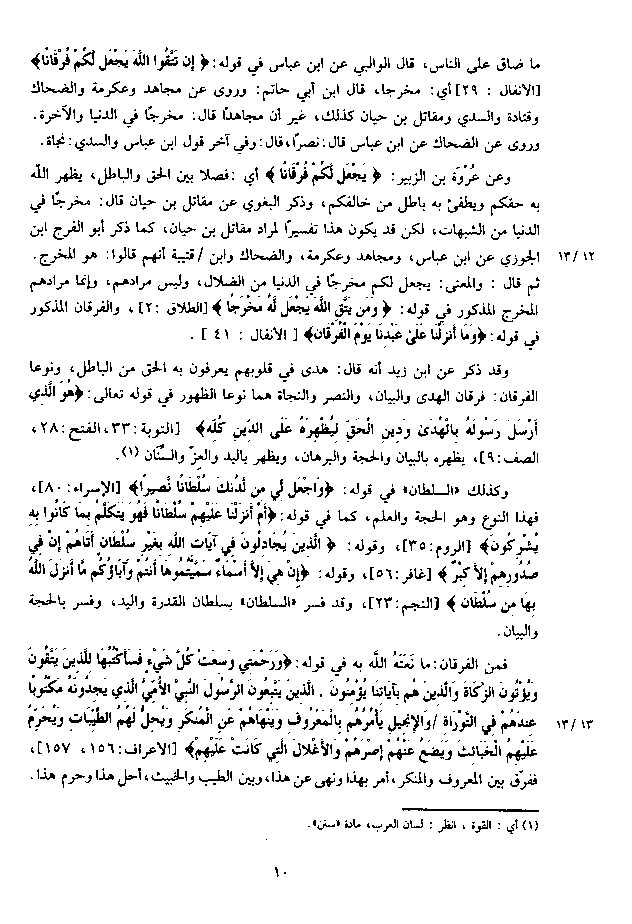 ما ضاق على الناس، قال الوالبي عن ابن عباس في قوله: ﴿ إِن تَتَّقُوا اللَّهَ يَجْعَل لَّكُمْ فُرْقَانًا﴾
[الأنفال : ٢٩] أي: مخرجا، قال ابن أبي حاتم: وروى عن مجاهد وعكرمة والضحاك
وقتادة والسدي ومقاتل بن حيان كذلك، غير أن مجاهدًا قال: مخرجًا في الدنيا والآخرة.
وروى عن الضحاك عن ابن عباس قال: نصرًا، قال: وفي آخر قول ابن عباس والسدي: نجاة.
وعن عُرْوَة بن الزبير: ﴿ يَجْعَل لَّكُمْ فُرْقَانًا ﴾ أي : فصلا بين الحق والباطل، يظهر الله
به حقكم ويطفئ به باطل من خالفكم، وذكر البغوي عن مقاتل بن حيان قال: مخرجًا في
الدنيا من الشبهات، لكن قد يكون هذا تفسيرًا لمراد مقاتل بن حيان، كما ذكر أبو الفرج ابن
١٣/١٢ الجوزي عن ابن عباس، ومجاهد وعكرمة، والضحاك وابن / قتيبة أنهم قالوا: هو المخرج.
ثم قال : والمعنى: يجعل لكم مخرجًا في الدنيا من الضلال، وليس مرادهم، وإنما مرادهم
المخرج المذكور في قوله: ﴿ وَمَن يَتَّقِ اللَّهَ يَجْعَل لَّهُ مَخْرَجًا ﴾ [الطلاق :٢] ، والفرقان المذكور
في قوله: ﴿وَمَا أَنزَلْنَا عَلَىٰ عَبْدِنَا يَوْمَ الْفُرْقَانِ﴾ [ الأنفال : ٤١ ] .
وقد ذكر عن ابن زيد أنه قال: هدى في قلوبهم يعرفون به الحق من الباطل، ونوعا
الفرقان: فرقان الهدى والبيان، والنصر والنجاة هما نوعا الظهور في قوله تعالى: ﴿هُوَ الَّذِي
أَرْسَلَ رَسُولَهُ بِالْهُدَىٰ وَدِينِ الْحَقِّ لِيُظْهِرَهُ عَلَى الدِّينِ كُلِّهِ﴾ [التوبة:٣٣، الفتح:٢٨،
الصف:٩]، يظهره بالبيان والحجة والبرهان، ويظهر باليد والعزّ والسِّنَان (١).
وكذلك «السلطان» في قوله: ﴿وَاجْعَل لِّي مِن لَّدُنكَ سُلْطَانًا نَّصِيرًا﴾ [الإسراء:٨٠]،
فهذا النوع وهو الحجة والعلم، كما في قوله: ﴿أَمْ أَنزَلْنَا عَلَيْهِمْ سُلْطَانًا فَهُوَ يَتَكَلَّمُ بِمَا كَانُوا بِهِ
يُشْرِكُونَ﴾ [الروم:٣٥]، وقوله: ﴿ الَّذِينَ يُجَادِلُونَ فِي آيَاتِ اللَّهِ بِغَيْرِ سُلْطَانٍ أَتَاهُمْ إِن فِي
صُدُورِهِمْ إِلاَّ كِبْرٌ ﴾ [غافر:٥٦]، وقوله: ﴿إِنْ هِيَ إِلاَّ أَسْمَاءٌ سَمَّيْتُمُوهَا أَنتُمْ وَآبَاؤُكُم مَّا أَنزَلَ اللَّهُ
بِهَا مِن سُلْطَانٍ ﴾ [النجم:٢٣]، وقد فسر «السلطان» بسلطان القدرة واليد، وفسر بالحجة
والبيان.
فمن الفرقان: ما نَعَتَهُ اللَّه به في قوله: ﴿وَرَحْمَتِي وَسِعَتْ كُلَّ شَيْءٍ فَسَأَكْتُبُهَا لِلَّذِينَ يَتَّقُونَ
وَيُؤْتُونَ الزَّكَاةَ وَالَّذِينَ هُم بِآيَاتِنَا يُؤْمِنُونَ . الَّذِينَ يَتَّبِعُونَ الرَّسُولَ النَّبِيَّ الأُمِّيَّ الَّذِي يَجِدُونَهُ مَكْتُوبًا
١٣/١٣ عِندَهُمْ فِي التَّوْرَاةِ /وَالإِنجِيلِ يَأْمُرُهُم بِالْمَعْرُوفِ وَيَنْهَاهُمْ عَنِ الْمُنكَرِ وَيُحِلُّ لَهُمُ الطَّيِّبَاتِ وَيُحَرِّمُ
عَلَيْهِمُ الْخَبَائِثَ وَيَضَعُ عَنْهُمْ إِصْرَهُمْ وَالأَغْلالَ الَّتِي كَانَتْ عَلَيْهِمْ﴾ [الأعراف:١٥٦، ١٥٧]،
ففرّق بين المعروف والمنكر، أمر بهذا ونهى عن هذا، وبين الطيب والخبيث، أحل هذا وحرم هذا.
(١) أي : القوة ، انظر : لسان العرب، مادة «سنن».
١٠